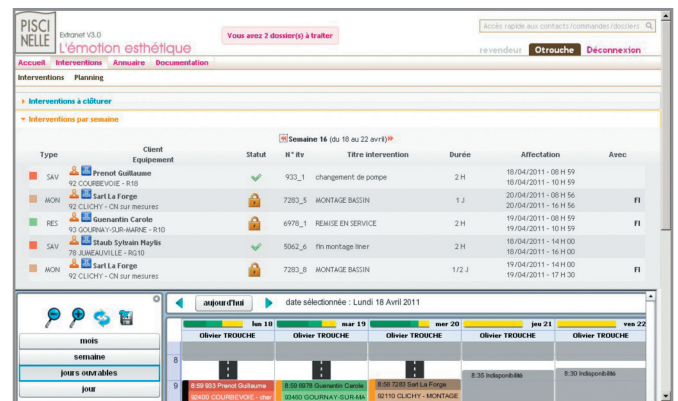 PISCI
NELLE
Extranet V3.0
L'émotion esthétique
Vous avez 2 dossier(s) à traiter
Accès rapide aux contacts/commandes/dossiers
revendeur Otrouche Déconnexion
Accueil Interventions Annuaire Documentation
Interventions Planning
Interventions à clôturer
Interventions par semaine
Semaine 16 (du 18 au 22 avril)
Type Client Equipement Statut N° itv Titre intervention Durée Affectation Avec
SAV Prenot Guillaume 933_1 changement de pompe 2 H 18/04/2011 - 08 H 59
92 COURBEVOIE - R18 18/04/2011 - 10 H 59
MON Sart La Forge 7283_5 MONTAGE BASSIN 1 J 20/04/2011 - 08 H 56 FI
92 CLICHY - CN sur mesures 20/04/2011 - 16 H 56
RES Guenantin Carole 6978_1 REMISE EN SERVICE 2 H 19/04/2011 - 08 H 59 FI
93 GOURNAY-SUR-MARNE - R10 19/04/2011 - 10 H 59
SAV Staub Sylvain Maylis 5062_6 fin montage liner 2 H 18/04/2011 - 14 H 00
78 JUMEAUVILLE - RG10 18/04/2011 - 16 H 00
MON Sart La Forge 7283_8 MONTAGE BASSIN 1/2 J 19/04/2011 - 14 H 00 FI
92 CLICHY - CN sur mesures 19/04/2011 - 17 H 30
mois
semaine
jours ouvrables
jour
aujourd'hui date sélectionnée : Lundi 18 Avril 2011
lun 18 mar 19 mer 20 jeu 21 ven 22
Olivier TROUCHE Olivier TROUCHE Olivier TROUCHE Olivier TROUCHE Olivier TROUCHE
8
8:35 Indisponibilité 8:30 Indisponibilité
9 8:59 933 Prenot Guillaume 8:59 6978 Guenantin Carole 8:56 7283 Sart La Forge
92400 COURBEVOIE - chan 93460 GOURNAY-SUR-MA 92110 CLICHY - MONTAGE